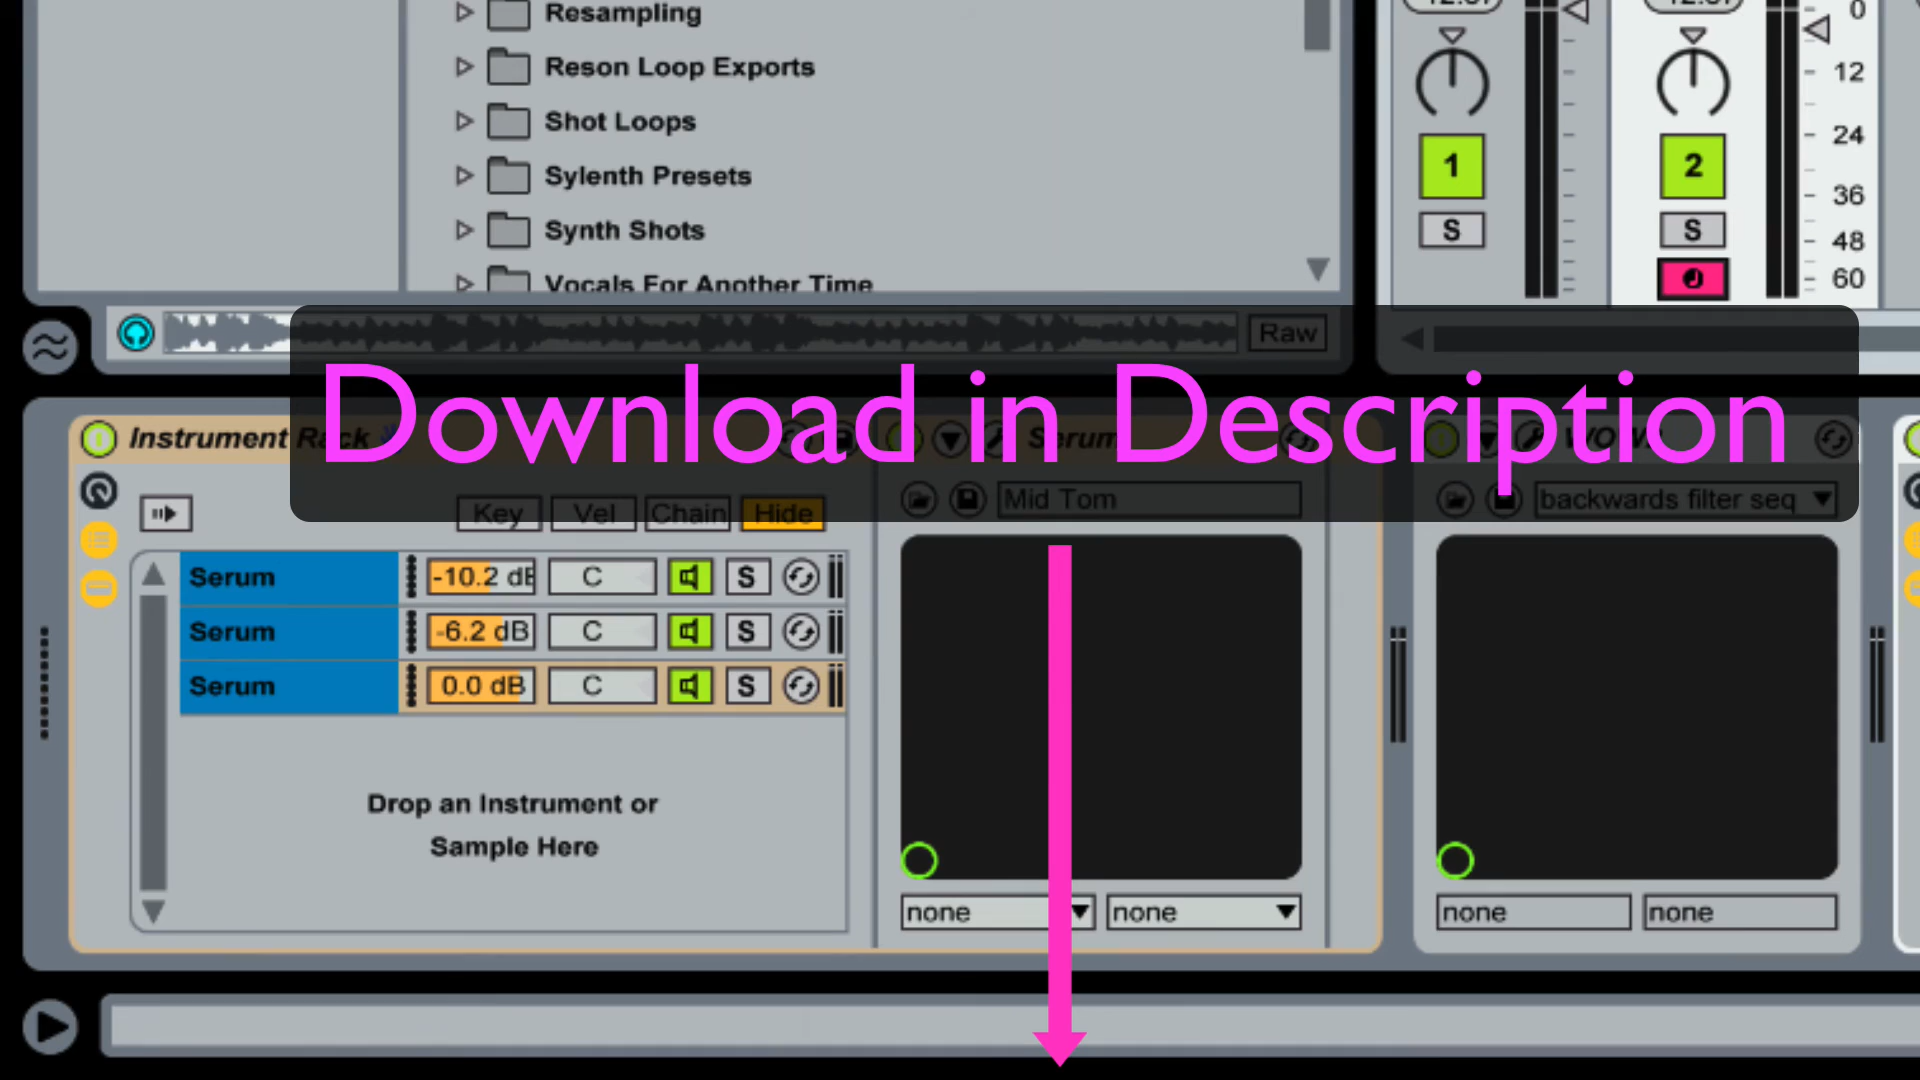 Resampling
Reson Loop Exports
Shot Loops
Sylenth Presets
Synth Shots
Vocals For Another Time
0
12
24
36
48
60
1
S
2
S
Raw
Download in Description
Instrument Rack
Serum
Key
Vel
Chain
Hide
Mid Tom
backwards filter seq
Serum
-10.2 dB
C
S
Serum
-6.2 dB
C
S
Serum
0.0 dB
C
S
Drop an Instrument or
Sample Here
none
none
none
none